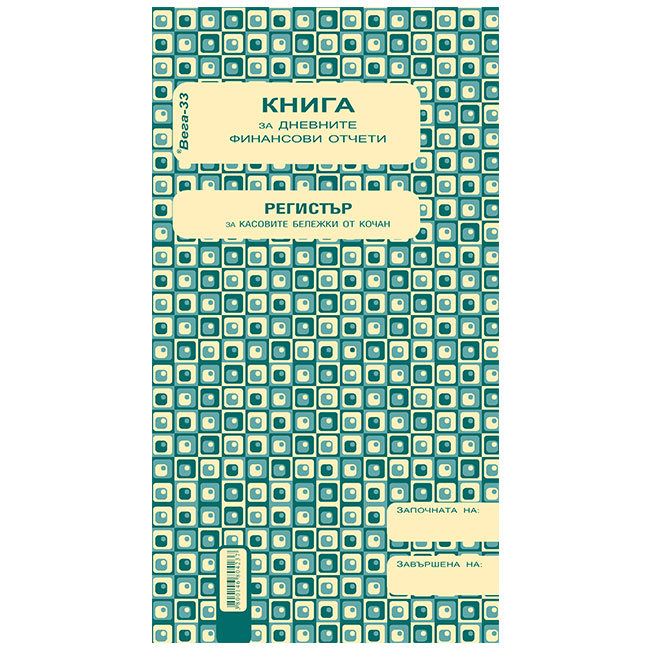 ®Вега-33
КНИГА
ЗА ДНЕВНИТЕ
ФИНАНСОВИ ОТЧЕТИ
РЕГИСТЪР
ЗА КАСОВИТЕ БЕЛЕЖКИ ОТ КОЧАН
ЗАПОЧНАТА НА:
ЗАВЪРШЕНА НА: